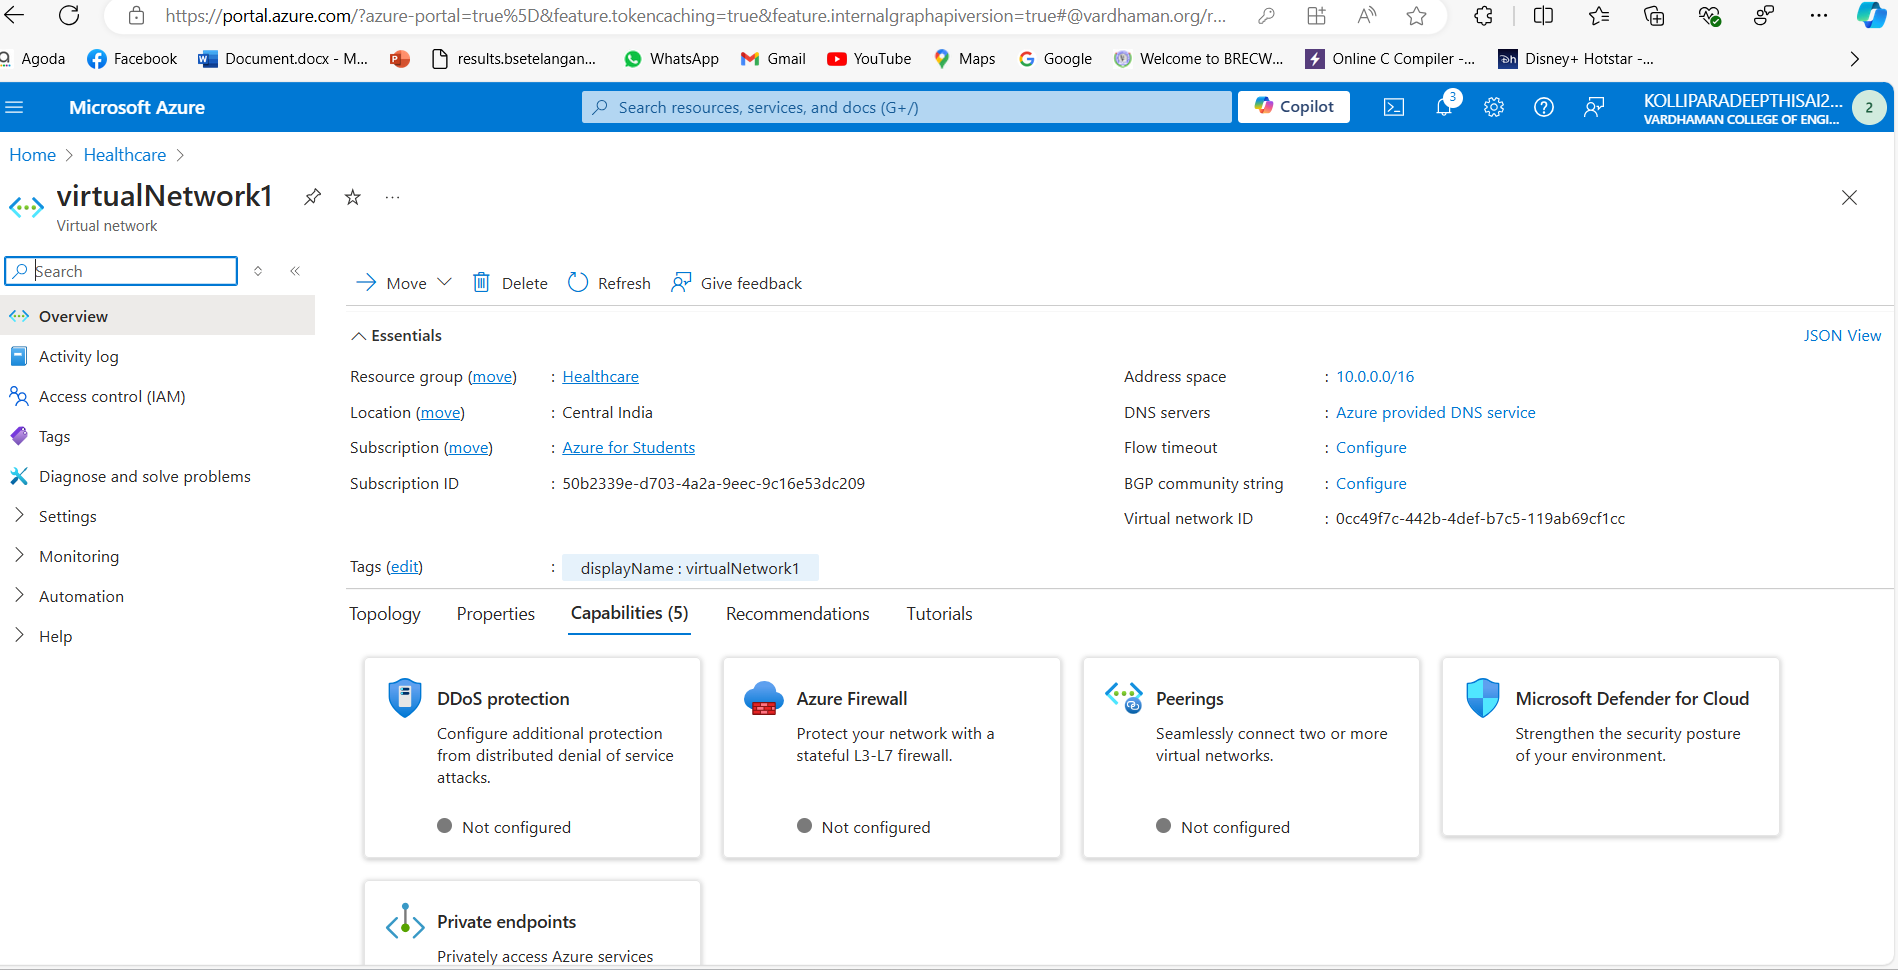 https://portal.azure.com/?azure-portal=true%5D&feature.tokencaching=true&feature.internalgraphapiversion=true#@vardhaman.org/r...
Agoda Facebook Document.docx - M... results.bsetelangan... WhatsApp Gmail YouTube Maps Google Welcome to BRECW... Online C Compiler -... Disney+ Hotstar -...
Microsoft Azure Search resources, services, and docs (G+/) Copilot 3 KOLLIPARADEEPTHISAI2... 2
VARDHAMAN COLLEGE OF ENGI...
Home > Healthcare >
virtualNetwork1
Virtual network
Search
Overview
Activity log
Access control (IAM)
Tags
Diagnose and solve problems
Settings
Monitoring
Automation
Help
Move Delete Refresh Give feedback
Essentials JSON View
Resource group (move) : Healthcare
Location (move) : Central India
Subscription (move) : Azure for Students
Subscription ID : 50b2339e-d703-4a2a-9eec-9c16e53dc209
Address space : 10.0.0.0/16
DNS servers : Azure provided DNS service
Flow timeout : Configure
BGP community string : Configure
Virtual network ID : 0cc49f7c-442b-4def-b7c5-119ab69cf1cc
Tags (edit) : displayName : virtualNetwork1
Topology Properties Capabilities (5) Recommendations Tutorials
DDoS protection
Configure additional protection
from distributed denial of service
attacks.
Not configured
Azure Firewall
Protect your network with a
stateful L3-L7 firewall.
Not configured
Peerings
Seamlessly connect two or more
virtual networks.
Not configured
Microsoft Defender for Cloud
Strengthen the security posture
of your environment.
Private endpoints
Privately access Azure services